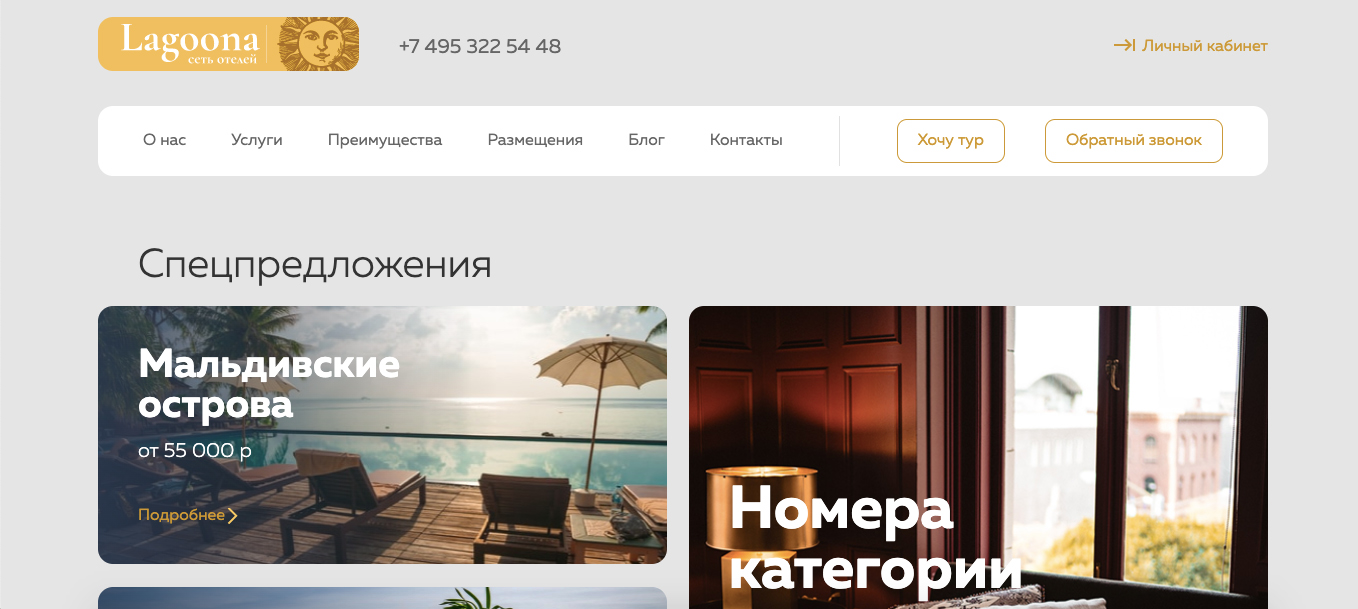 Lagoona
сеть отелей
+7 495 322 54 48
Личный кабинет
О нас
Услуги
Преимущества
Размещения
Блог
Контакты
Хочу тур
Обратный звонок
Спецпредложения
Мальдивские
острова
от 55 000 р
Подробнее
Номера
категории